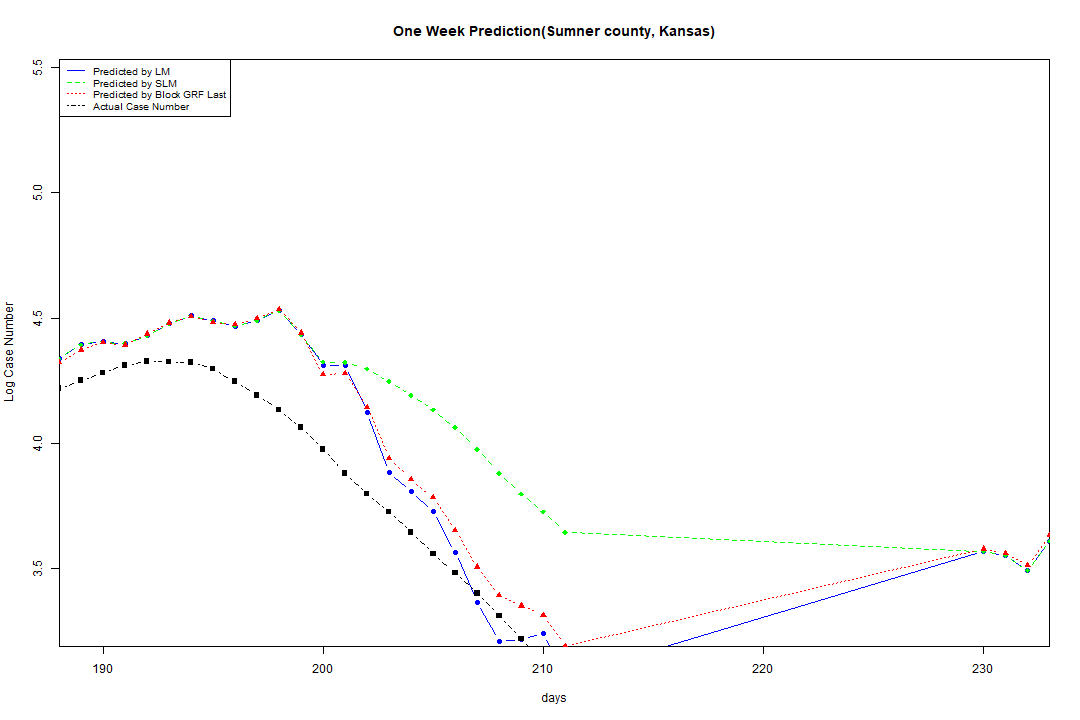 One Week Prediction(Sumner county, Kansas)
Predicted by LM
Predicted by SLM
Predicted by Block GRF Last
Actual Case Number
5.5
5.0
4.5
4.0
3.5
Log Case Number
190
200
210
220
230
days